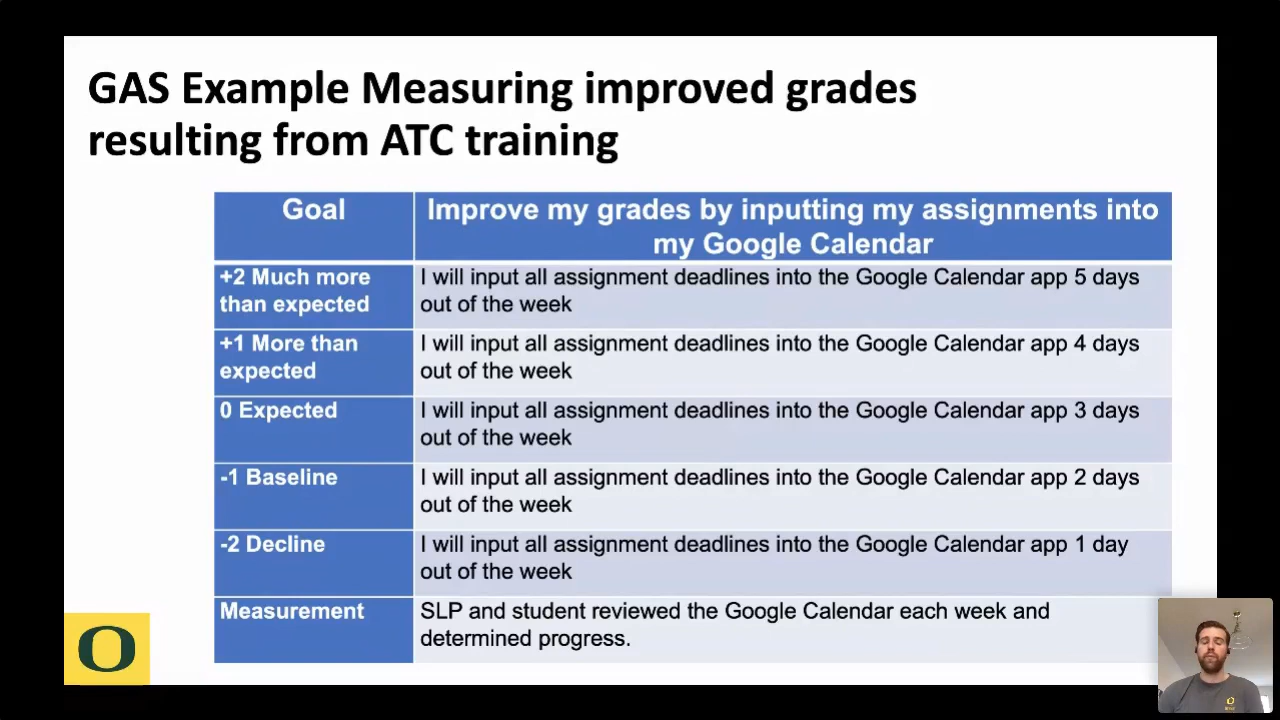 GAS Example Measuring improved grades
resulting from ATC training
Goal
Improve my grades by inputting my assignments into
my Google Calendar
+2 Much more
than expected
I will input all assignment deadlines into the Google Calendar app 5 days
out of the week
+1 More than
expected
I will input all assignment deadlines into the Google Calendar app 4 days
out of the week
0 Expected
I will input all assignment deadlines into the Google Calendar app 3 days
out of the week
-1 Baseline
I will input all assignment deadlines into the Google Calendar app 2 days
out of the week
-2 Decline
I will input all assignment deadlines into the Google Calendar app 1 day
out of the week
Measurement
SLP and student reviewed the Google Calendar each week and
determined progress.
O